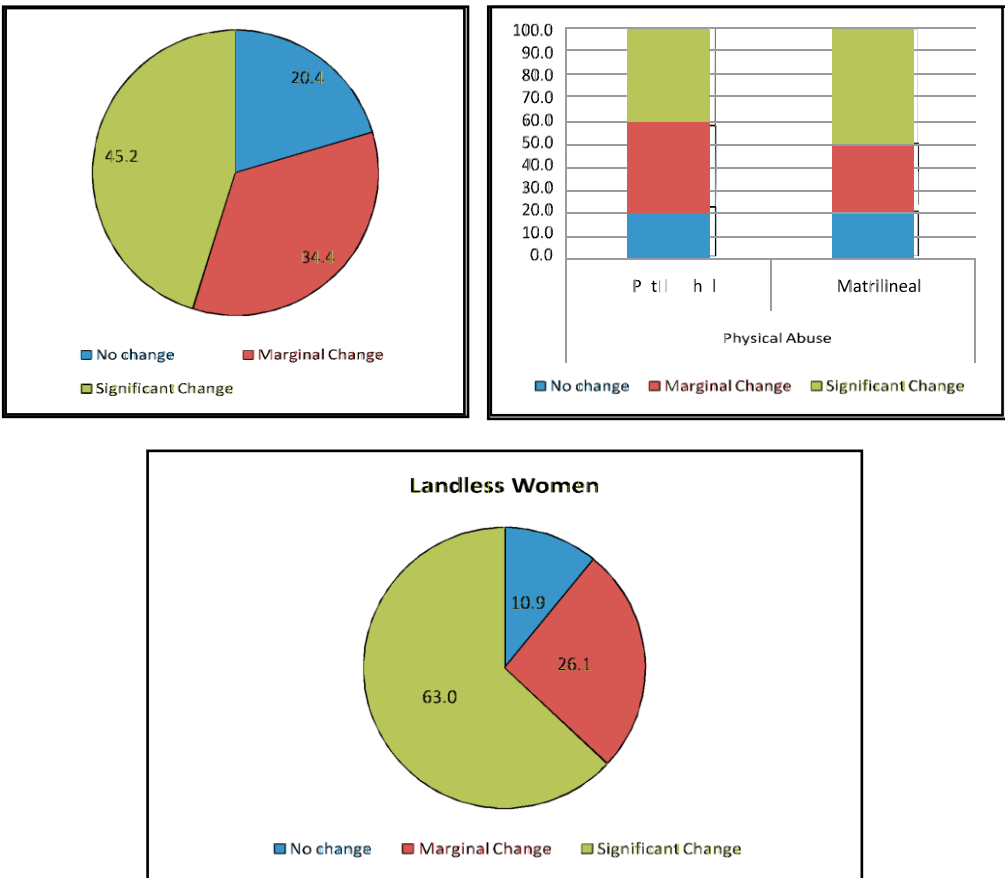 20.4
45.2
34.4
No change Marginal Change
Significant Change
100.0
90.0
80.0
70.0
60.0
50.0
40.0
30.0
20.0
10.0
0.0
Matrilineal
Physical Abuse
No change Marginal Change Significant Change
Landless Women
10.9
26.1
63.0
No change Marginal Change Significant Change